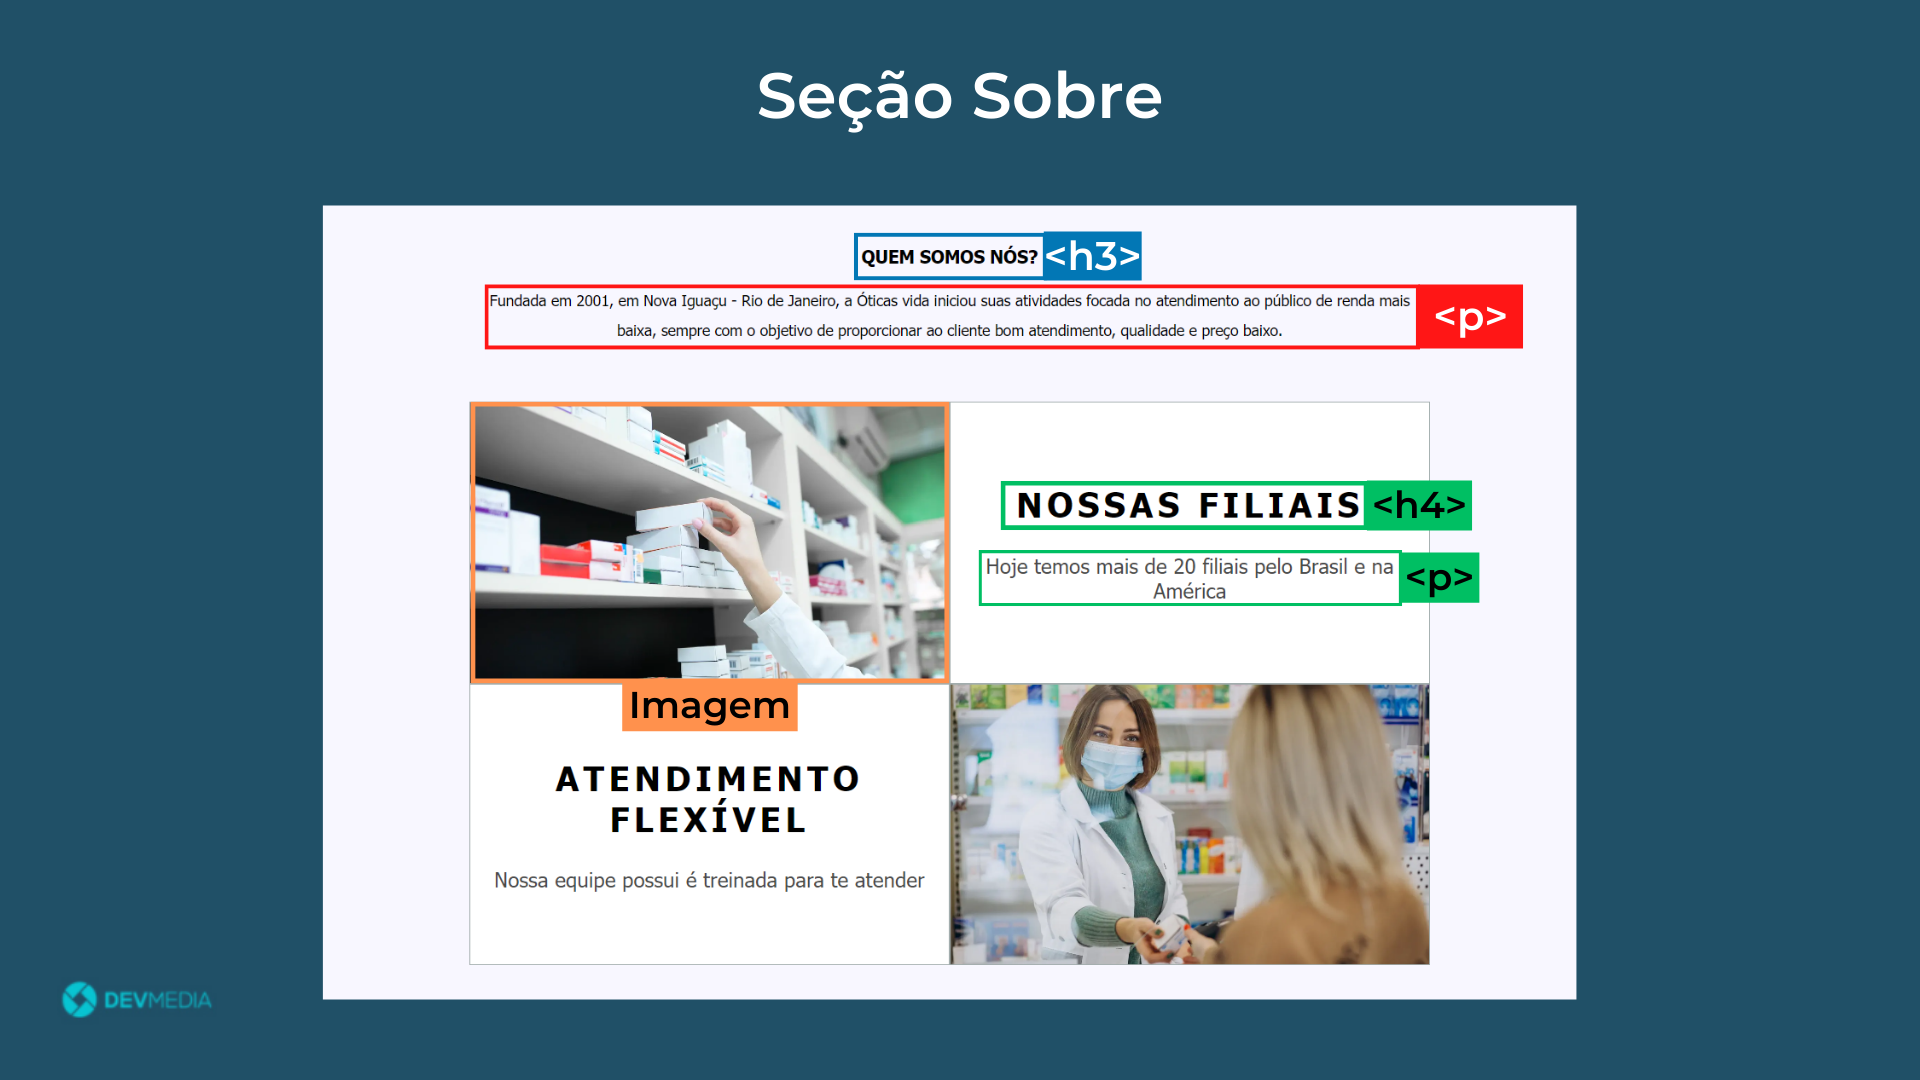 Seção Sobre
QUEM SOMOS NÓS? <h3>
Fundada em 2001, em Nova Iguaçu - Rio de Janeiro, a Óticas vida iniciou suas atividades focada no atendimento ao público de renda mais
baixa, sempre com o objetivo de proporcionar ao cliente bom atendimento, qualidade e preço baixo.
<p>
NOSSAS FILIAIS <h4>
Hoje temos mais de 20 filiais pelo Brasil e na
América
<p>
Imagem
ATENDIMENTO
FLEXÍVEL
Nossa equipe possui é treinada para te atender
DEVMEDIA